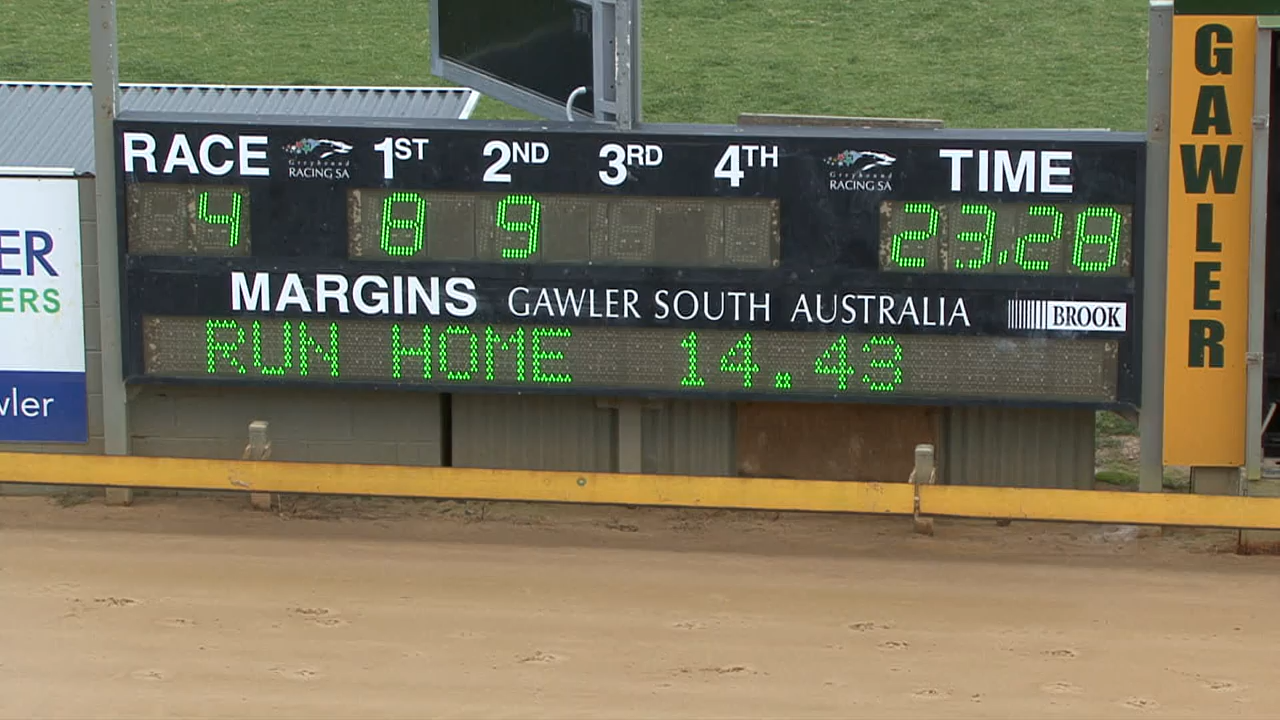 RACE 1ST 2ND 3RD 4TH TIME
Greyhound RACING SA Greyhound RACING SA
4 8 9 23.28
MARGINS GAWLER SOUTH AUSTRALIA BROOK
RUN HOME 14.43
GAWLER
ER
ERS
wler